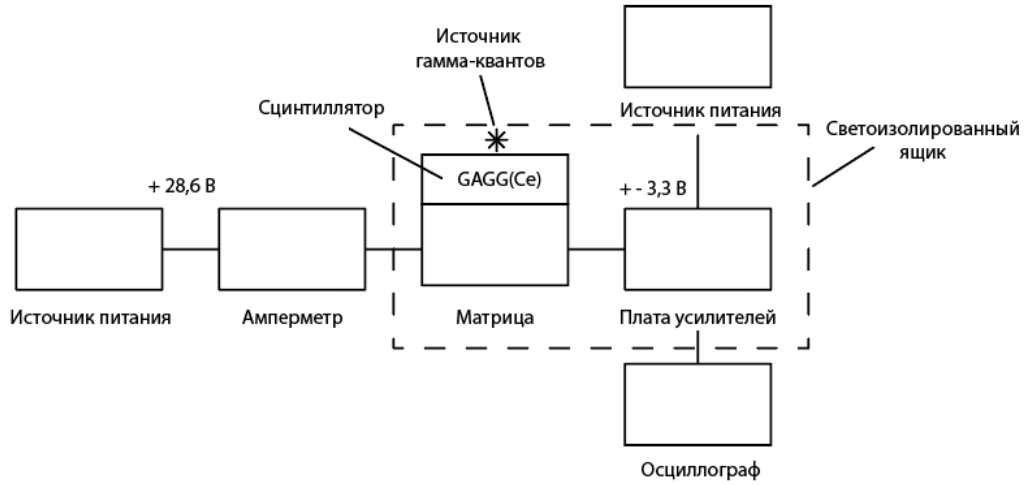 Источник
гамма-квантов
Источник питания
Сцинтиллятор
Светоизолированный
ящик
GAGG(Ce)
+ 28,6 В
+ - 3,3 В
Источник питания
Амперметр
Матрица
Плата усилителей
Осциллограф